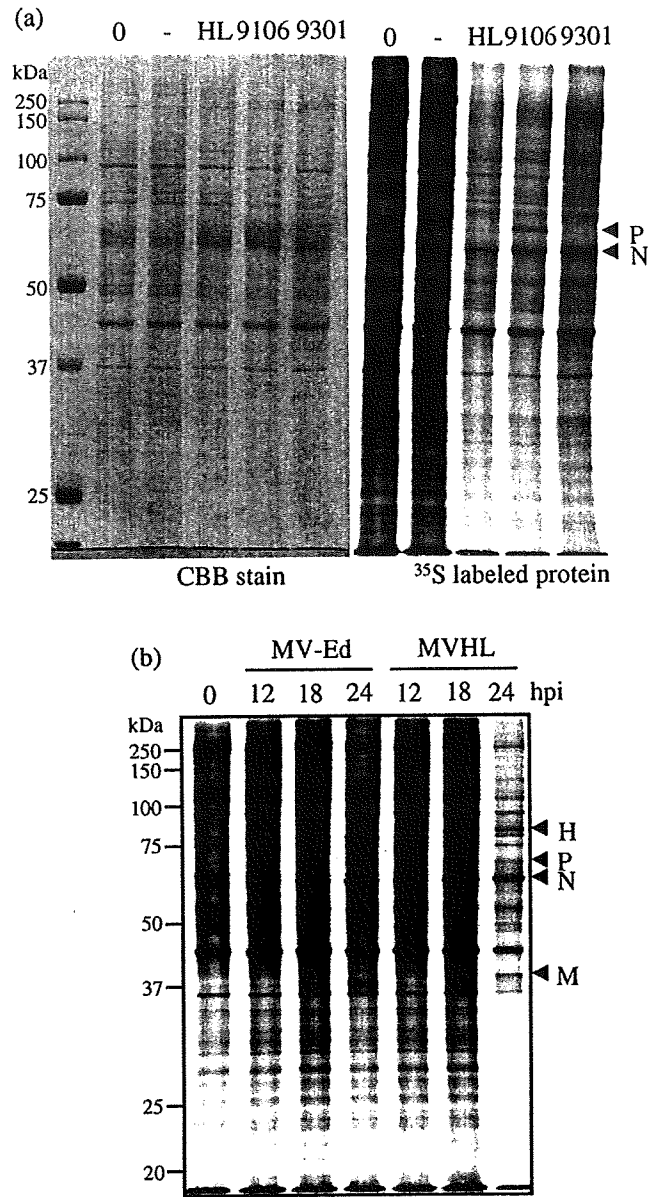 (a)
0 - HL 9106 9301 0 - HL 9106 9301
kDa
250
150
100
75
50
37
25
P
N
CBB stain
³⁵S labeled protein
(b)
MV-Ed MVHL
0 12 18 24 12 18 24 hpi
kDa
250
150
100
75
50
37
25
20
H
P
N
M